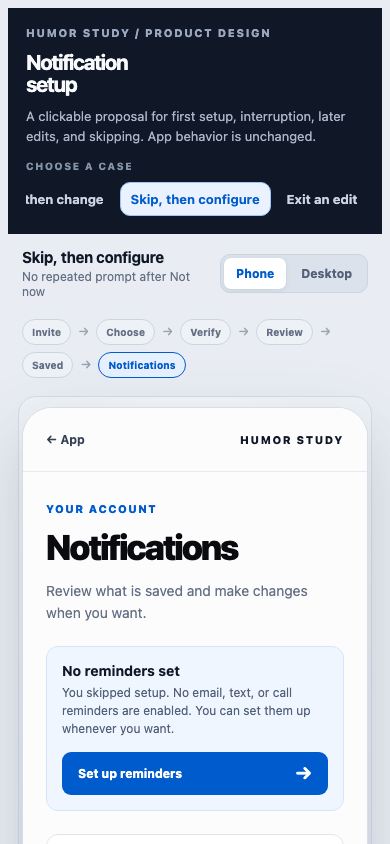 HUMOR STUDY / PRODUCT DESIGN
Notification
setup
A clickable proposal for first setup, interruption, later
edits, and skipping. App behavior is unchanged.
CHOOSE A CASE
then change
Skip, then configure
Exit an edit
Skip, then configure
No repeated prompt after Not
now
Phone
Desktop
Invite → Choose → Verify → Review →
Saved → Notifications
← App
HUMOR STUDY
YOUR ACCOUNT
Notifications
Review what is saved and make changes
when you want.
No reminders set
You skipped setup. No email, text, or call
reminders are enabled. You can set them up
whenever you want.
Set up reminders →